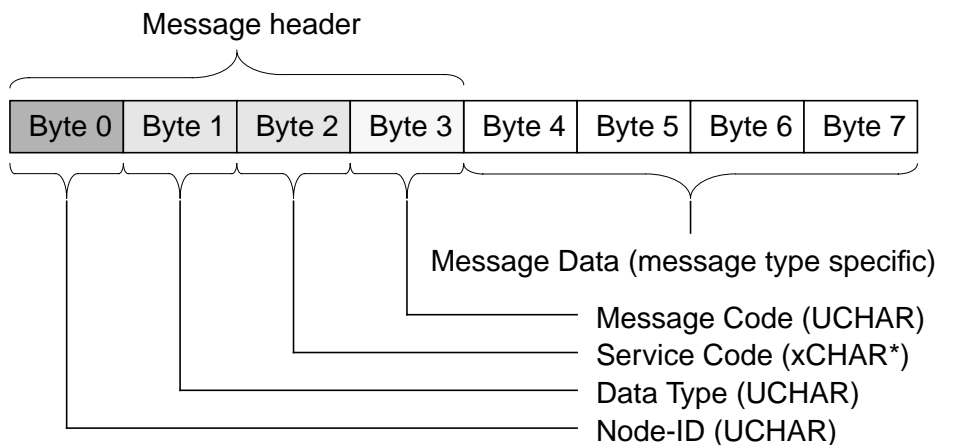 Message header
Byte 0 Byte 1 Byte 2 Byte 3 Byte 4 Byte 5 Byte 6 Byte 7
Message Data (message type specific)
Message Code (UCHAR)
Service Code (xCHAR*)
Data Type (UCHAR)
Node-ID (UCHAR)